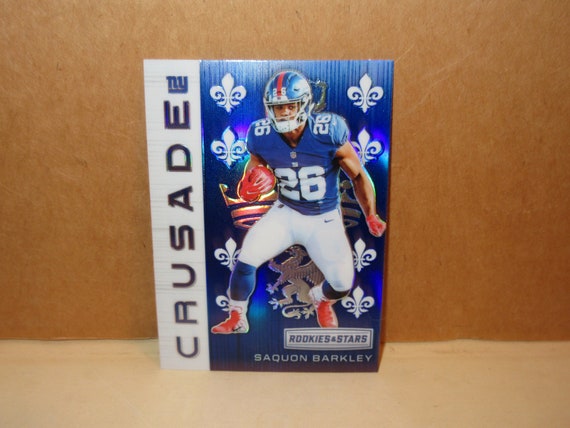 CRUSADE
NY
26
26
ROOKIES & STARS
SAQUON BARKLEY